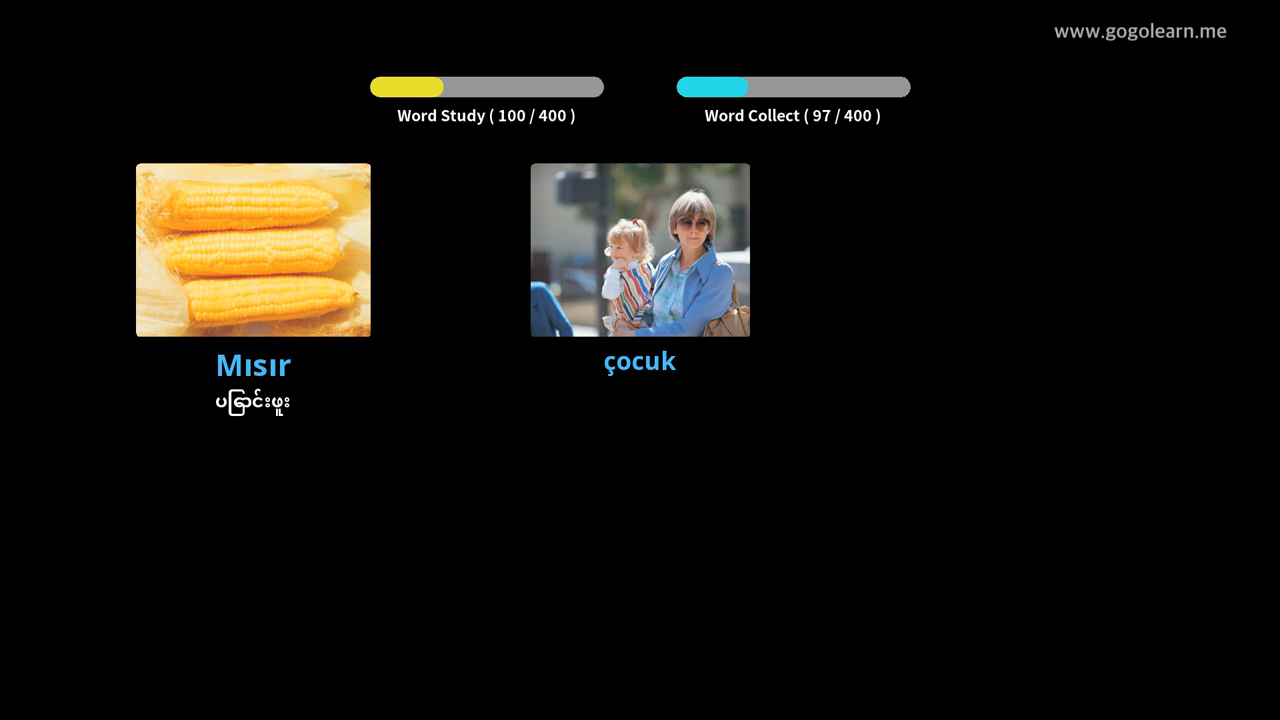 www.gogolearn.me
Word Study ( 100 / 400 )
Word Collect ( 97 / 400 )
Mısır
ပြောင်းဖူး
çocuk